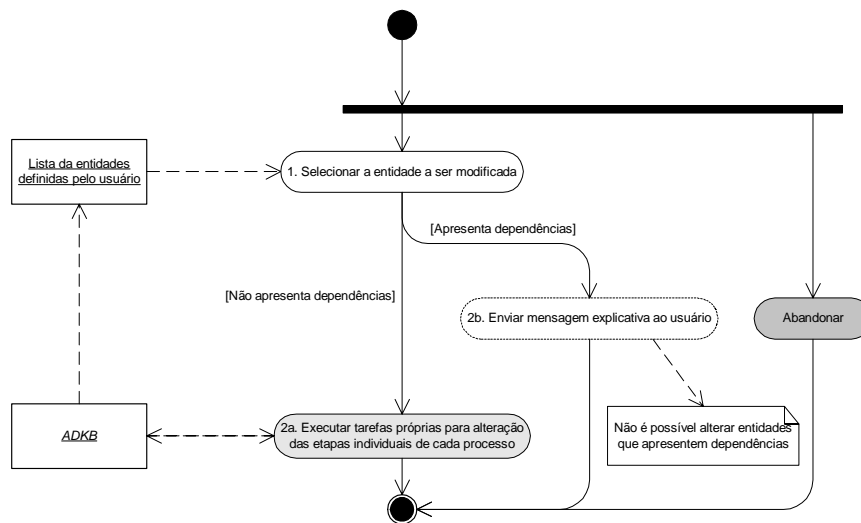 Lista da entidades
definidas pelo usuário
1. Selecionar a entidade a ser modificada
[Apresenta dependências]
[Não apresenta dependências]
2b. Enviar mensagem explicativa ao usuário
Abandonar
ADKB
2a. Executar tarefas próprias para alteração
das etapas individuais de cada processo
Não é possível alterar entidades
que apresentem dependências